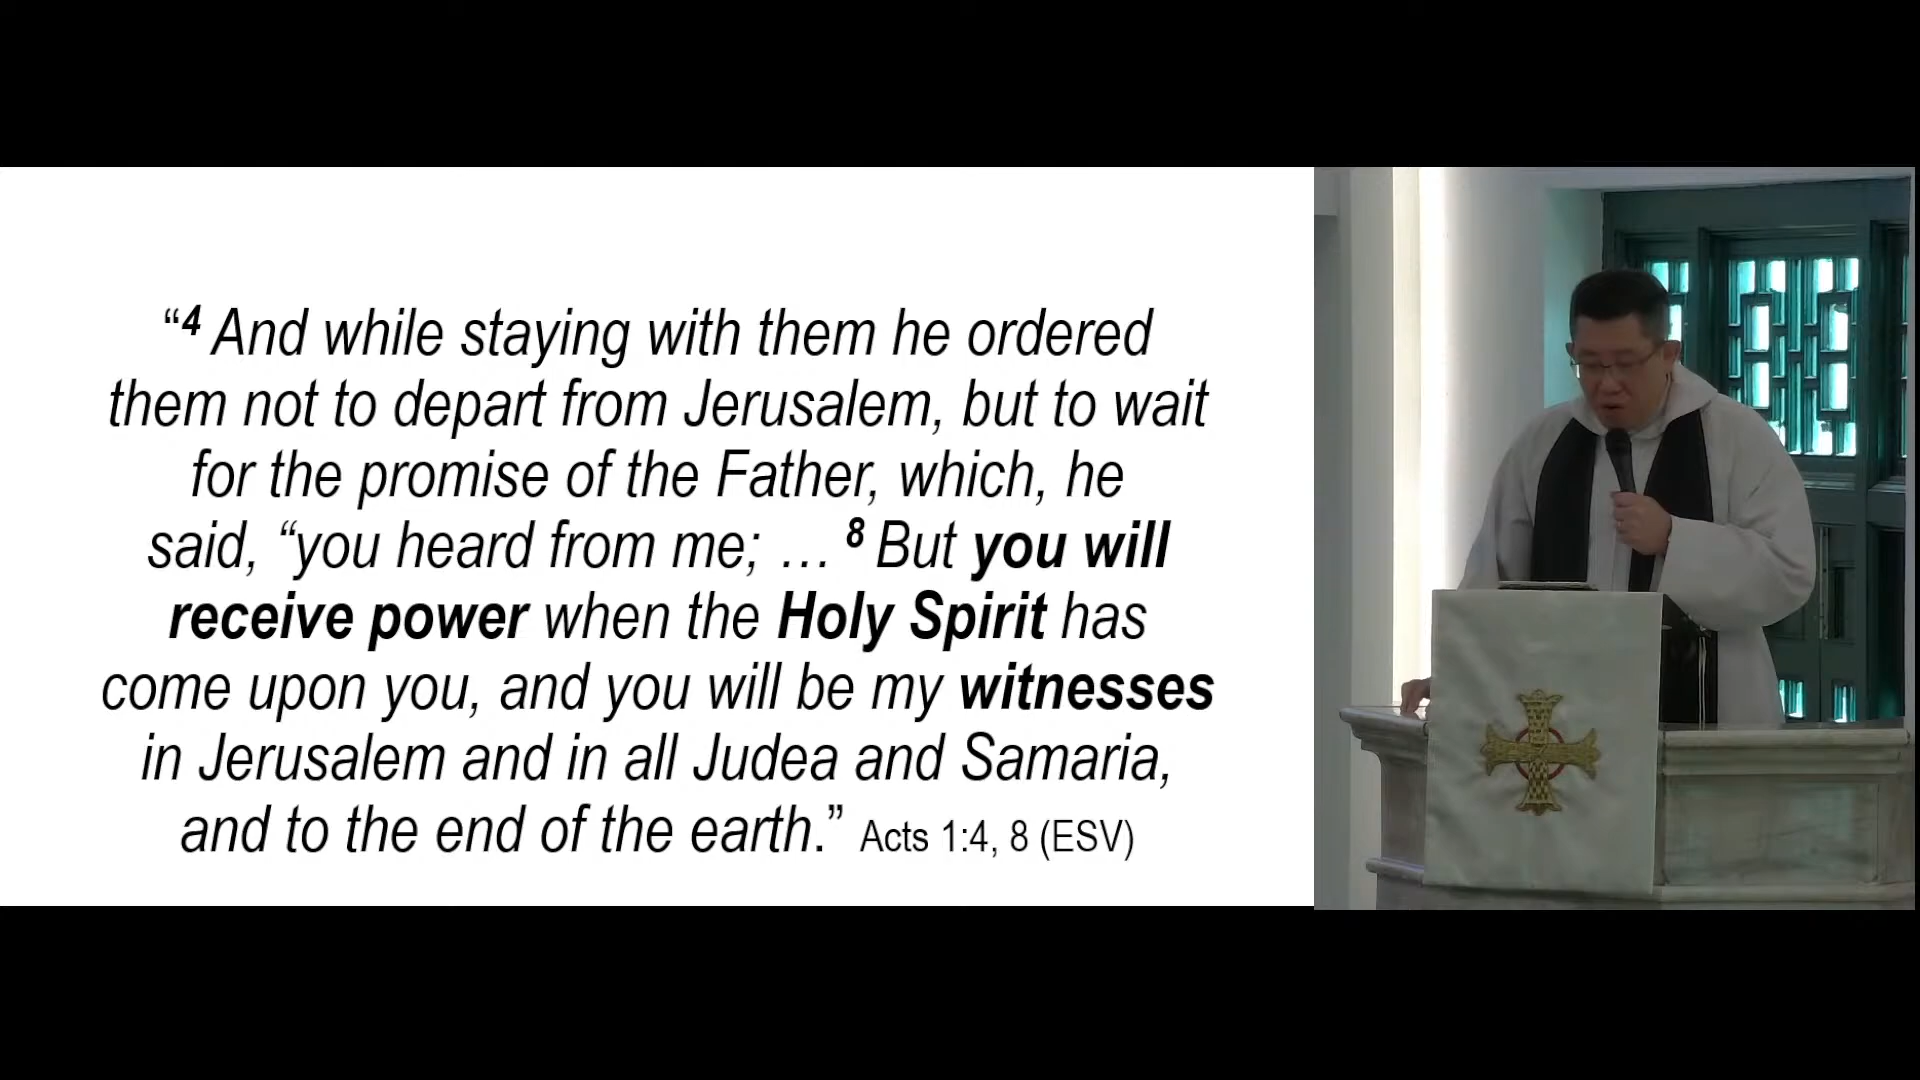 “4 And while staying with them he ordered
them not to depart from Jerusalem, but to wait
for the promise of the Father, which, he
said, “you heard from me; … 8 But you will
receive power when the Holy Spirit has
come upon you, and you will be my witnesses
in Jerusalem and in all Judea and Samaria,
and to the end of the earth.” Acts 1:4, 8 (ESV)